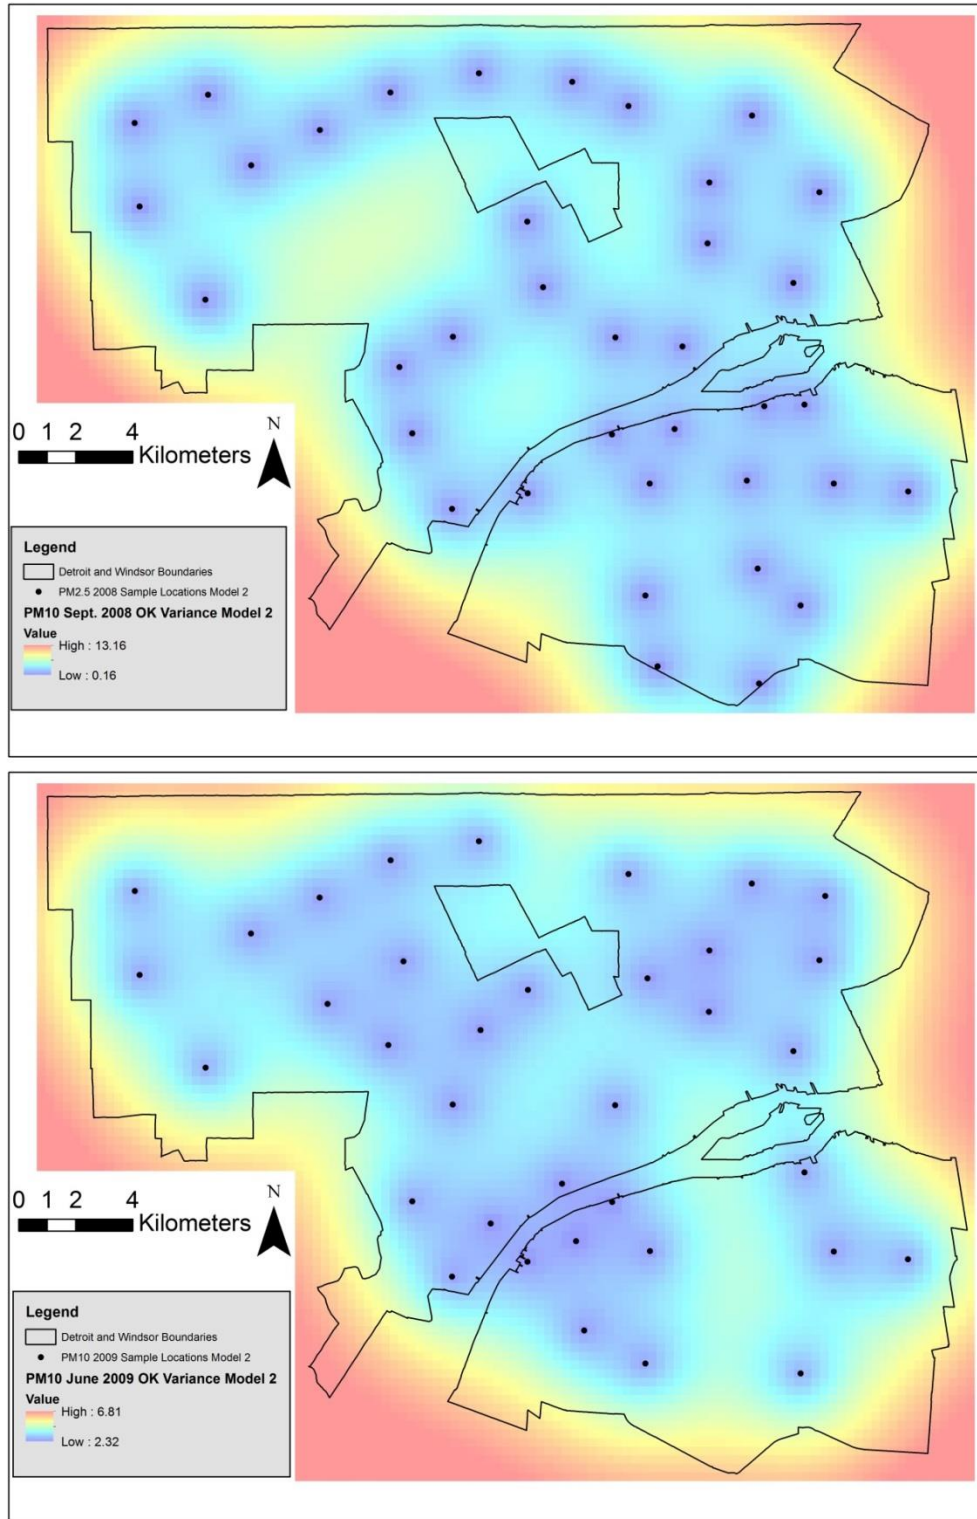 N
0 1 2 4
Kilometers
Legend
Detroit and Windsor Boundaries
PM2.5 2008 Sample Locations Model 2
PM10 Sept. 2008 OK Variance Model 2
Value
High : 13.16
Low : 0.16
N
0 1 2 4
Kilometers
Legend
Detroit and Windsor Boundaries
PM10 2009 Sample Locations Model 2
PM10 June 2009 OK Variance Model 2
Value
High : 6.81
Low : 2.32